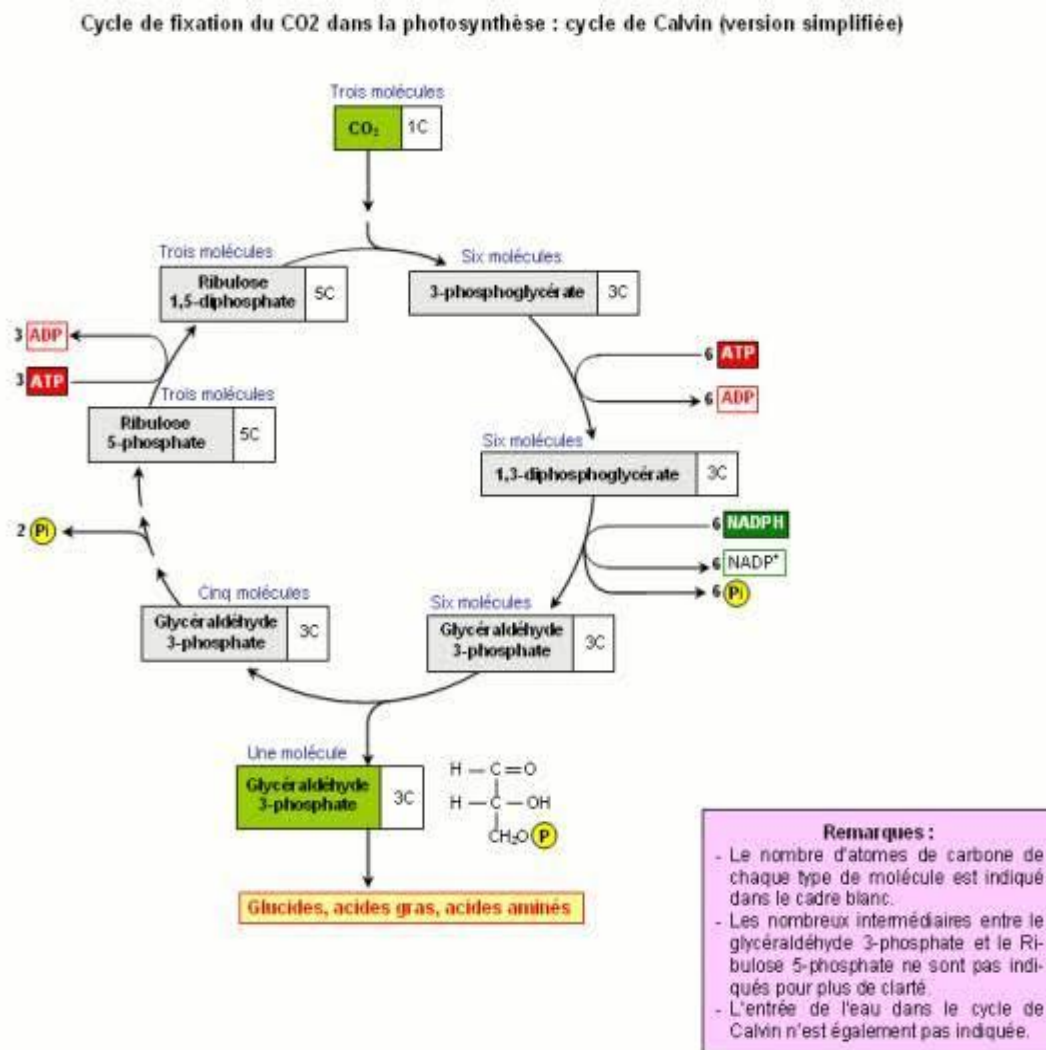 Cycle de fixation du CO2 dans la photosynthèse : cycle de Calvin (version simplifiée)
Trois molécules
CO₂ 1C
Trois molécules
Ribulose
1,5-diphosphate
5C
Six molécules
3-phosphoglycérate 3C
3 ADP
3 ATP
6 ATP
6 ADP
Trois molécules
Ribulose
5-phosphate
5C
Six molécules
1,3-diphosphoglycérate 3C
2 Pi
6 NADPH
6 NADP⁺
6 Pi
Cinq molécules
Glycéraldéhyde
3-phosphate
3C
Six molécules
Glycéraldéhyde
3-phosphate
3C
Une molécule
Glycéraldéhyde
3-phosphate
3C
H — C = O
H — C — OH
CH₂O P
Glucides, acides gras, acides aminés
Remarques :
- Le nombre d'atomes de carbone de
chaque type de molécule est indiqué
dans le cadre blanc.
- Les nombreux intermédiaires entre le
glycéraldéhyde 3-phosphate et le Ri-
bulose 5-phosphate ne sont pas indi-
qués pour plus de clarté.
- L'entrée de l'eau dans le cycle de
Calvin n'est également pas indiquée.